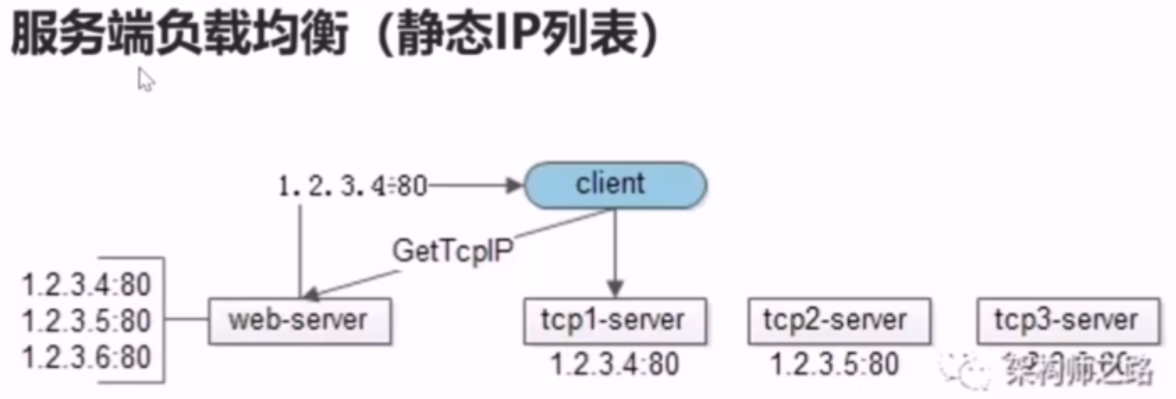 服务端负载均衡（静态IP列表）
1.2.3.4:80
client
GetTcpIP
1.2.3.4:80
1.2.3.5:80
1.2.3.6:80
web-server
tcp1-server
tcp2-server
tcp3-server
1.2.3.4:80
1.2.3.5:80
架构师之路